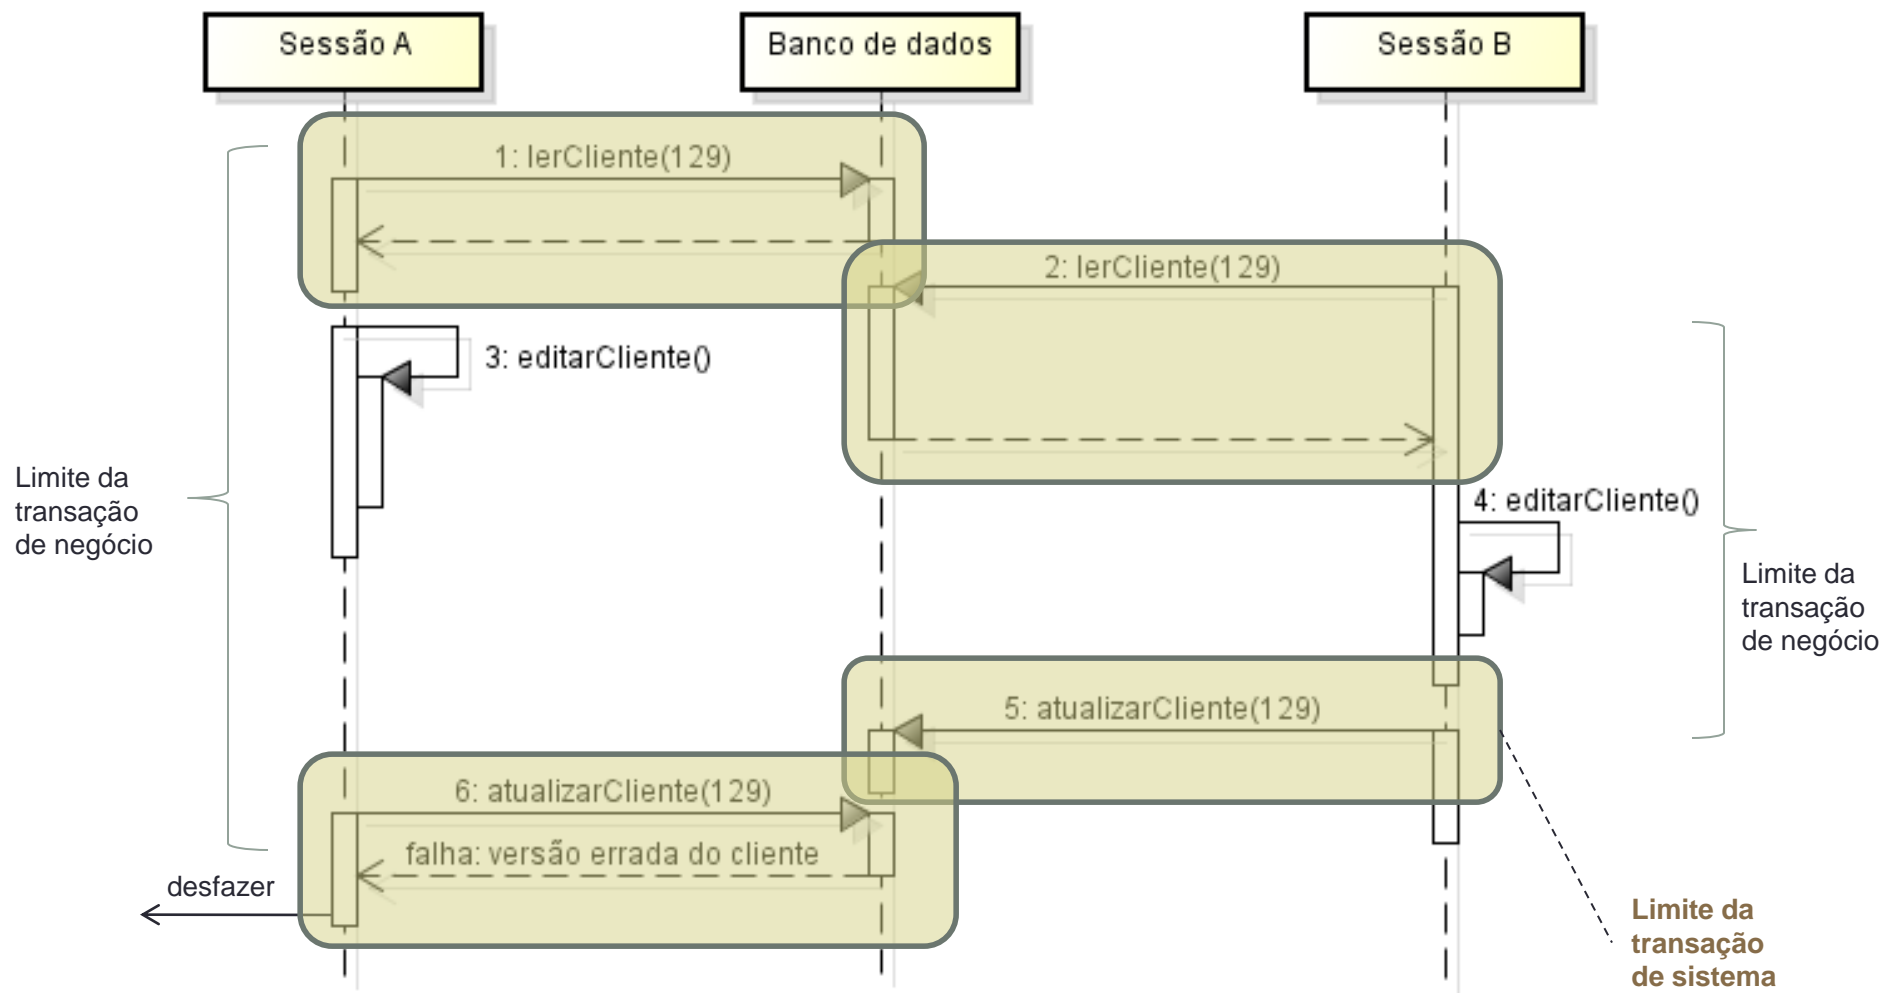 Sessão A
Banco de dados
Sessão B
1: lerCliente(129)
2: lerCliente(129)
3: editarCliente()
Limite da
transação
de negócio
4: editarCliente()
Limite da
transação
de negócio
5: atualizarCliente(129)
6: atualizarCliente(129)
falha: versão errada do cliente
desfazer
Limite da
transação
de sistema